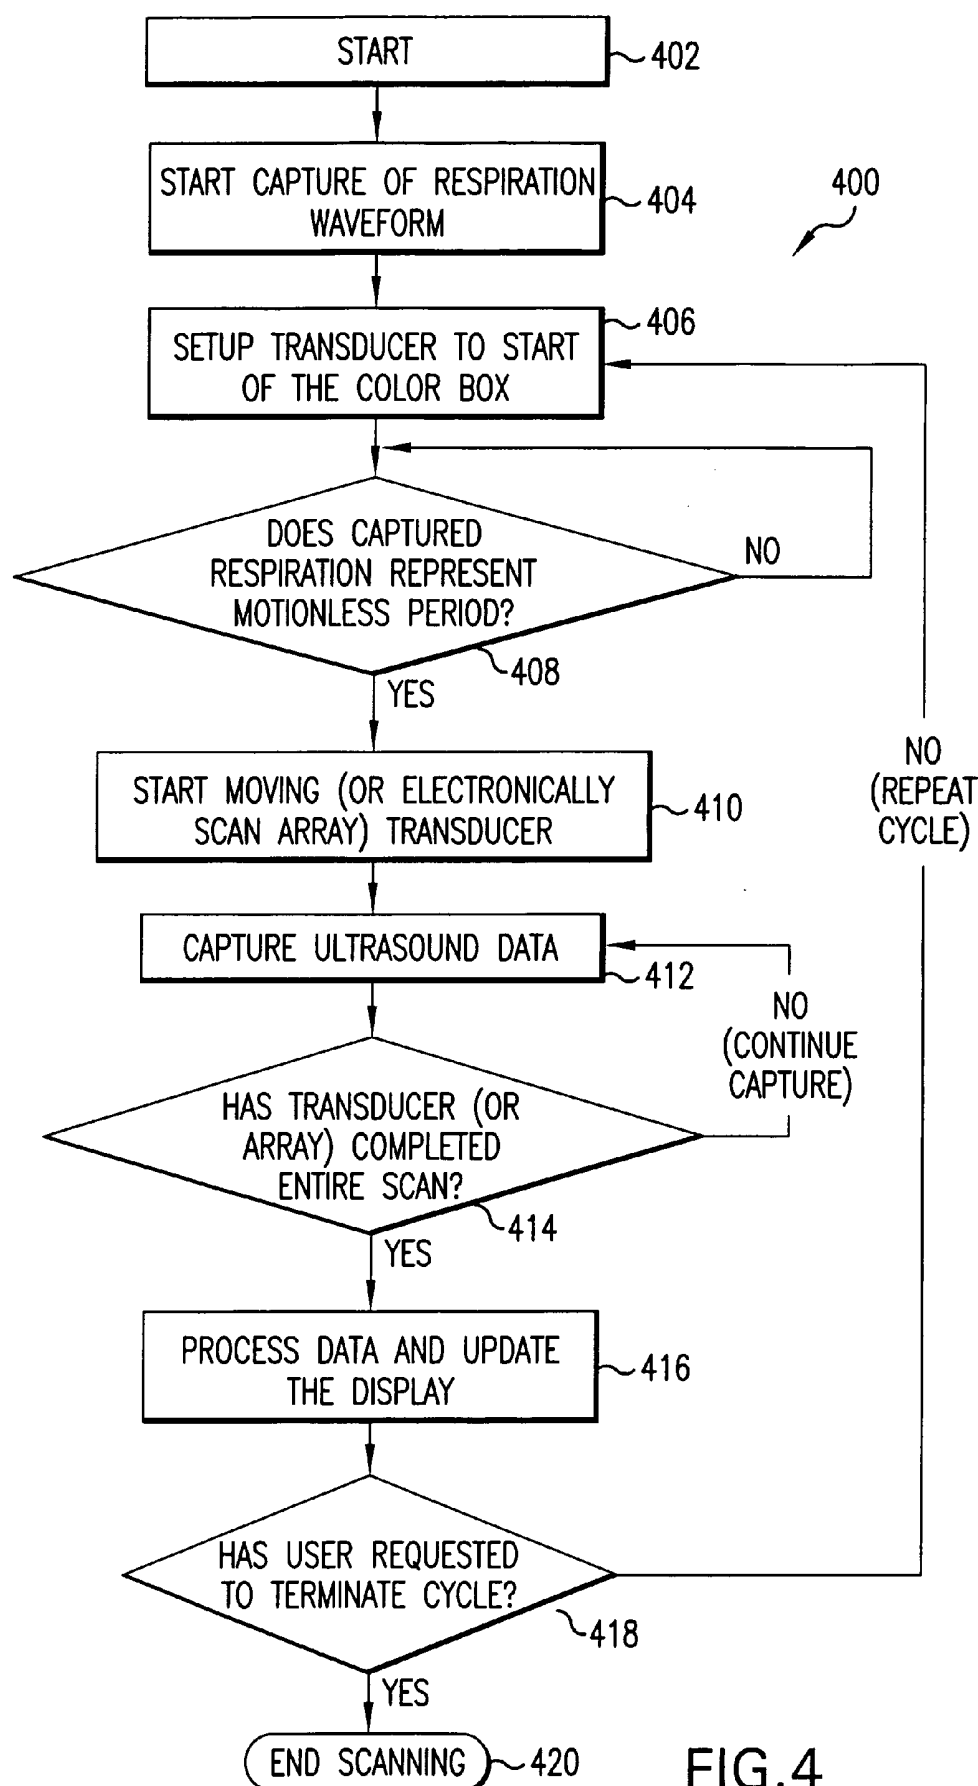 START
402
START CAPTURE OF RESPIRATION
WAVEFORM
404
400
406
SETUP TRANSDUCER TO START
OF THE COLOR BOX
DOES CAPTURED
RESPIRATION REPRESENT
MOTIONLESS PERIOD?
NO
408
YES
START MOVING (OR ELECTRONICALLY
SCAN ARRAY) TRANSDUCER
410
NO
(REPEAT
CYCLE)
CAPTURE ULTRASOUND DATA
412
NO
(CONTINUE
CAPTURE)
HAS TRANSDUCER (OR
ARRAY) COMPLETED
ENTIRE SCAN?
414
YES
PROCESS DATA AND UPDATE
THE DISPLAY
416
HAS USER REQUESTED
TO TERMINATE CYCLE?
418
YES
END SCANNING
420
FIG.4